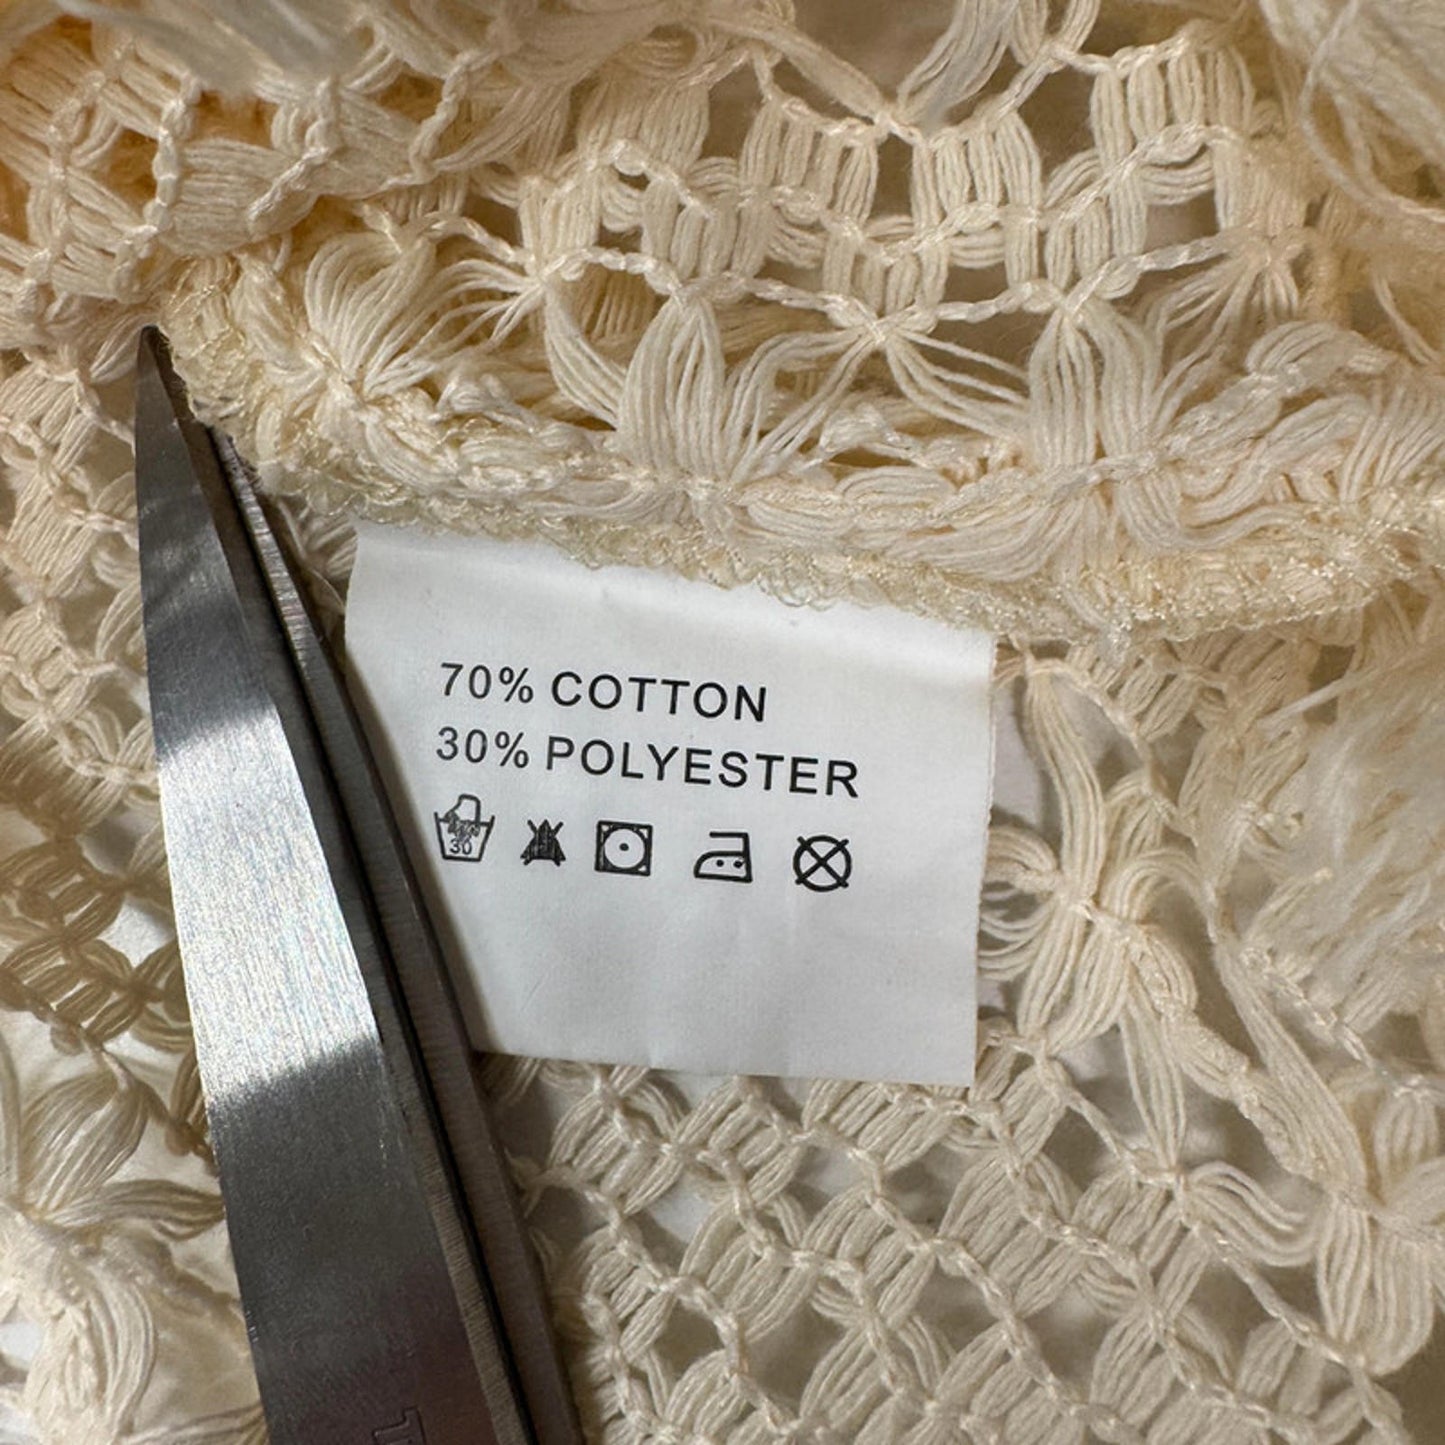 70% COTTON
30% POLYESTER
30